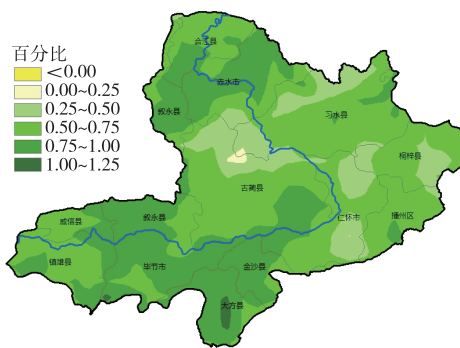 百分比
<0.00
0.00~0.25
0.25~0.50
0.50~0.75
0.75~1.00
1.00~1.25
合江县
赤水市
叙永县
习水县
桐梓县
古蔺县
仁怀市
播州区
叙永县
威信县
镇雄县
毕节市
金沙县
大方县